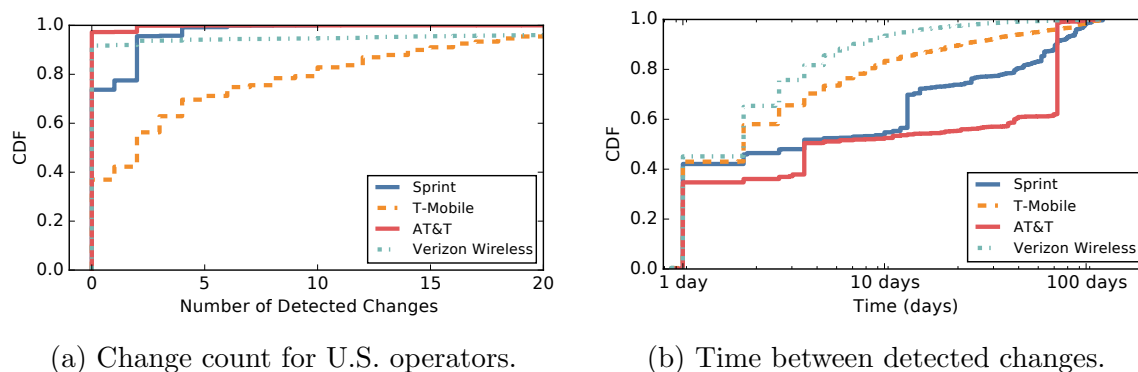 1.0
0.8
0.6
0.4
0.2
0.0
CDF
0 5 10 15 20
Number of Detected Changes
Sprint
T-Mobile
AT&T
Verizon Wireless
(a) Change count for U.S. operators.
1.0
0.8
0.6
0.4
0.2
0.0
CDF
1 day 10 days 100 days
Time (days)
Sprint
T-Mobile
AT&T
Verizon Wireless
(b) Time between detected changes.